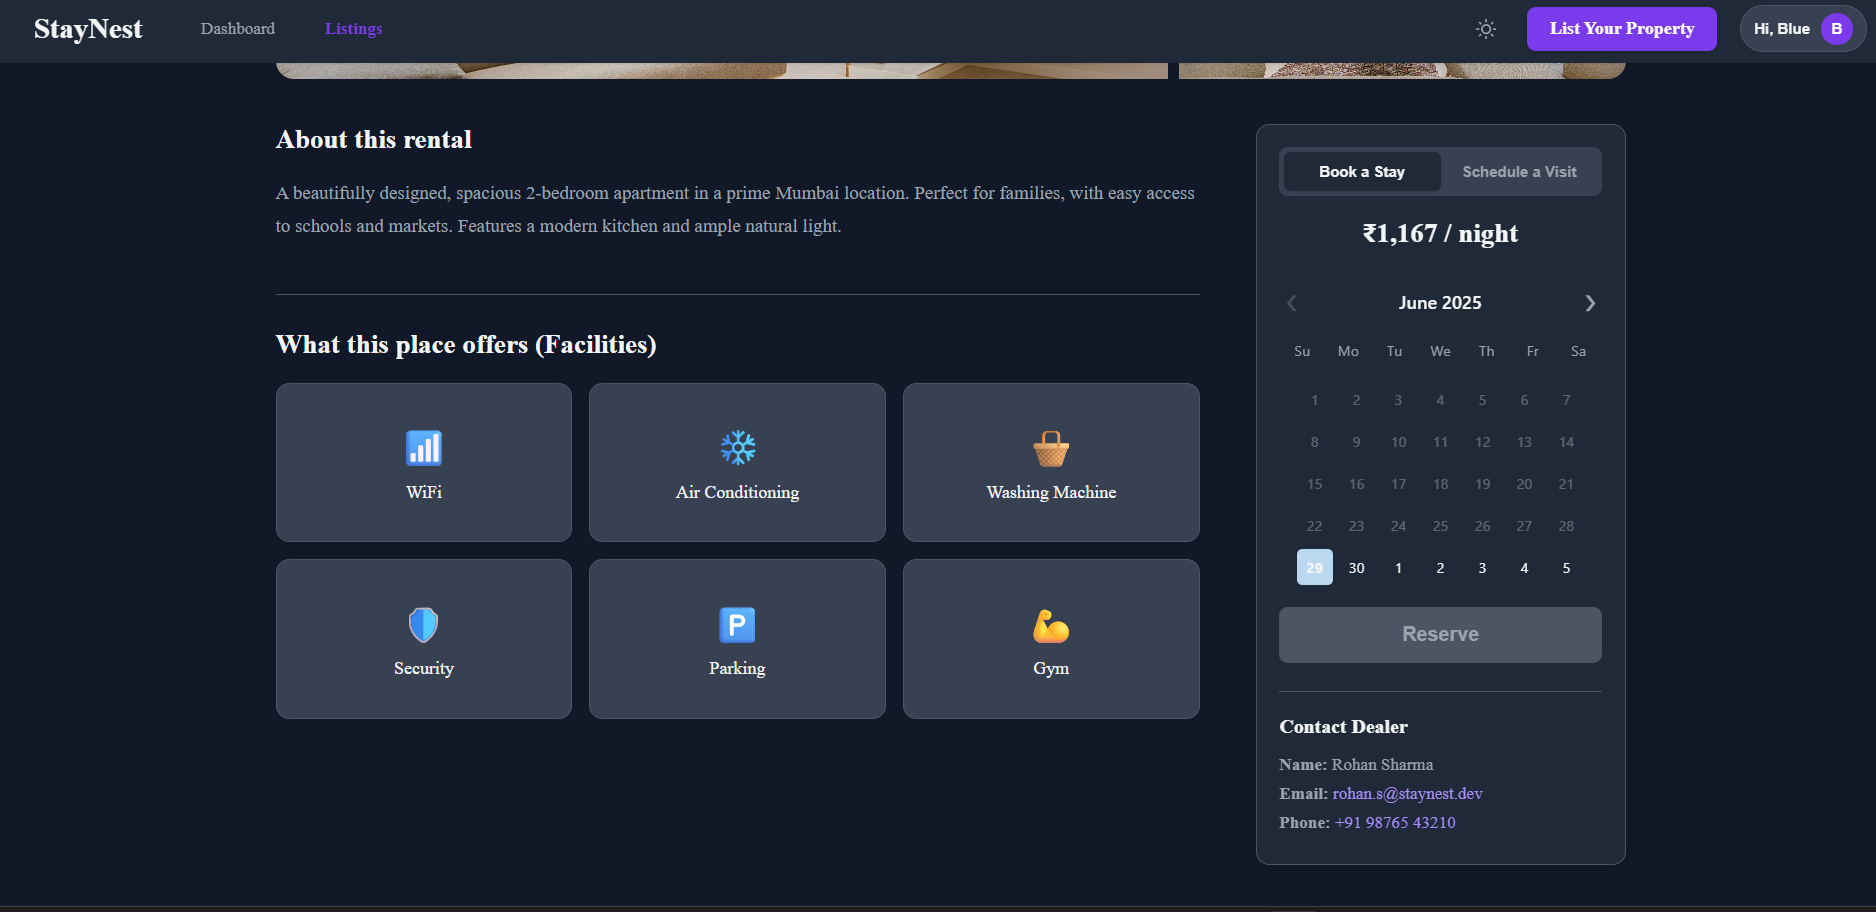 StayNest
Dashboard
Listings
List Your Property
Hi, Blue
B
About this rental
A beautifully designed, spacious 2-bedroom apartment in a prime Mumbai location. Perfect for families, with easy access
to schools and markets. Features a modern kitchen and ample natural light.
What this place offers (Facilities)
WiFi
Air Conditioning
Washing Machine
Security
P
Parking
Gym
Book a Stay
Schedule a Visit
₹1,167 / night
June 2025
Su Mo Tu We Th Fr Sa
1 2 3 4 5 6 7
8 9 10 11 12 13 14
15 16 17 18 19 20 21
22 23 24 25 26 27 28
29 30 1 2 3 4 5
Reserve
Contact Dealer
Name: Rohan Sharma
Email: rohan.s@staynest.dev
Phone: +91 98765 43210